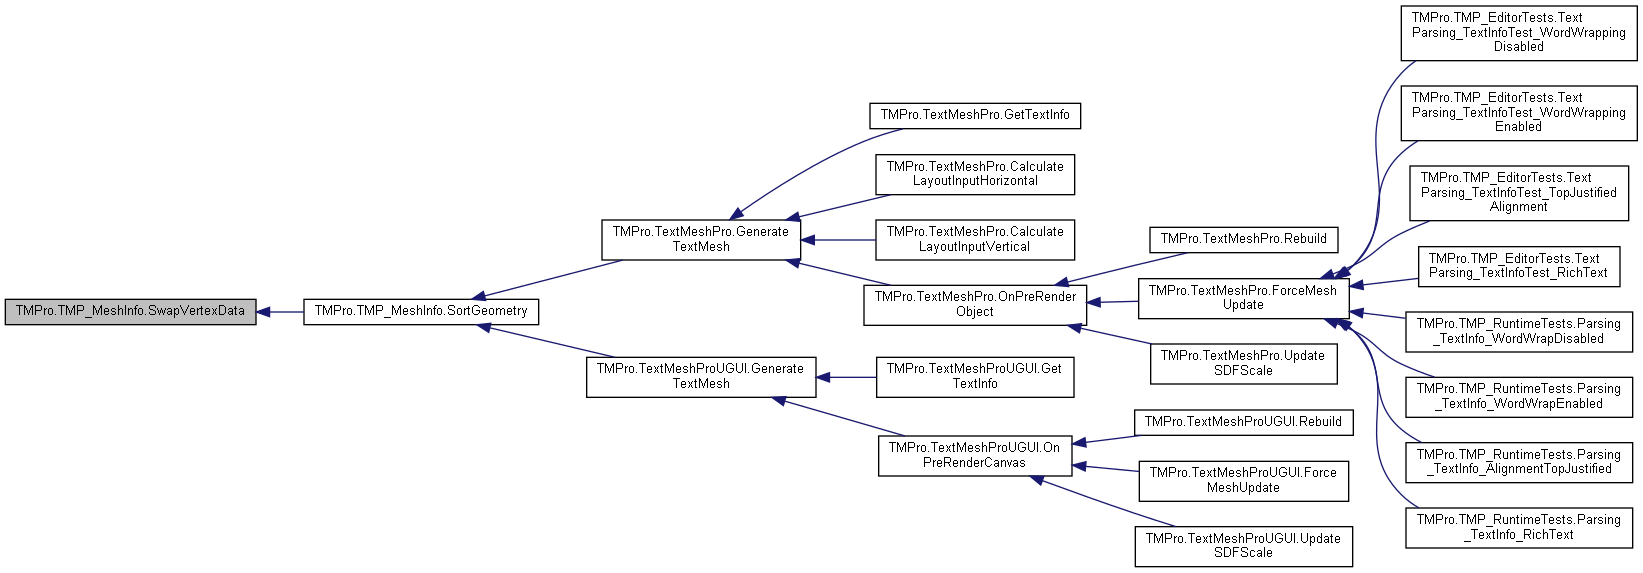 TMPro.TMP_MeshInfo.SwapVertexData
TMPro.TMP_MeshInfo.SortGeometry
TMPro.TextMeshPro.Generate
TextMesh
TMPro.TextMeshProUGUI.Generate
TextMesh
TMPro.TextMeshPro.GetTextInfo
TMPro.TextMeshPro.Calculate
LayoutInputHorizontal
TMPro.TextMeshPro.Calculate
LayoutInputVertical
TMPro.TextMeshPro.OnPreRender
Object
TMPro.TextMeshProUGUI.Get
TextInfo
TMPro.TextMeshProUGUI.On
PreRenderCanvas
TMPro.TextMeshPro.Rebuild
TMPro.TextMeshPro.ForceMesh
Update
TMPro.TextMeshPro.Update
SDFScale
TMPro.TextMeshProUGUI.Rebuild
TMPro.TextMeshProUGUI.Force
MeshUpdate
TMPro.TextMeshProUGUI.Update
SDFScale
TMPro.TMP_EditorTests.Text
Parsing_TextInfoTest_WordWrapping
Disabled
TMPro.TMP_EditorTests.Text
Parsing_TextInfoTest_WordWrapping
Enabled
TMPro.TMP_EditorTests.Text
Parsing_TextInfoTest_TopJustified
Alignment
TMPro.TMP_EditorTests.Text
Parsing_TextInfoTest_RichText
TMPro.TMP_RuntimeTests.Parsing
_TextInfo_WordWrapDisabled
TMPro.TMP_RuntimeTests.Parsing
_TextInfo_WordWrapEnabled
TMPro.TMP_RuntimeTests.Parsing
_TextInfo_AlignmentTopJustified
TMPro.TMP_RuntimeTests.Parsing
_TextInfo_RichText